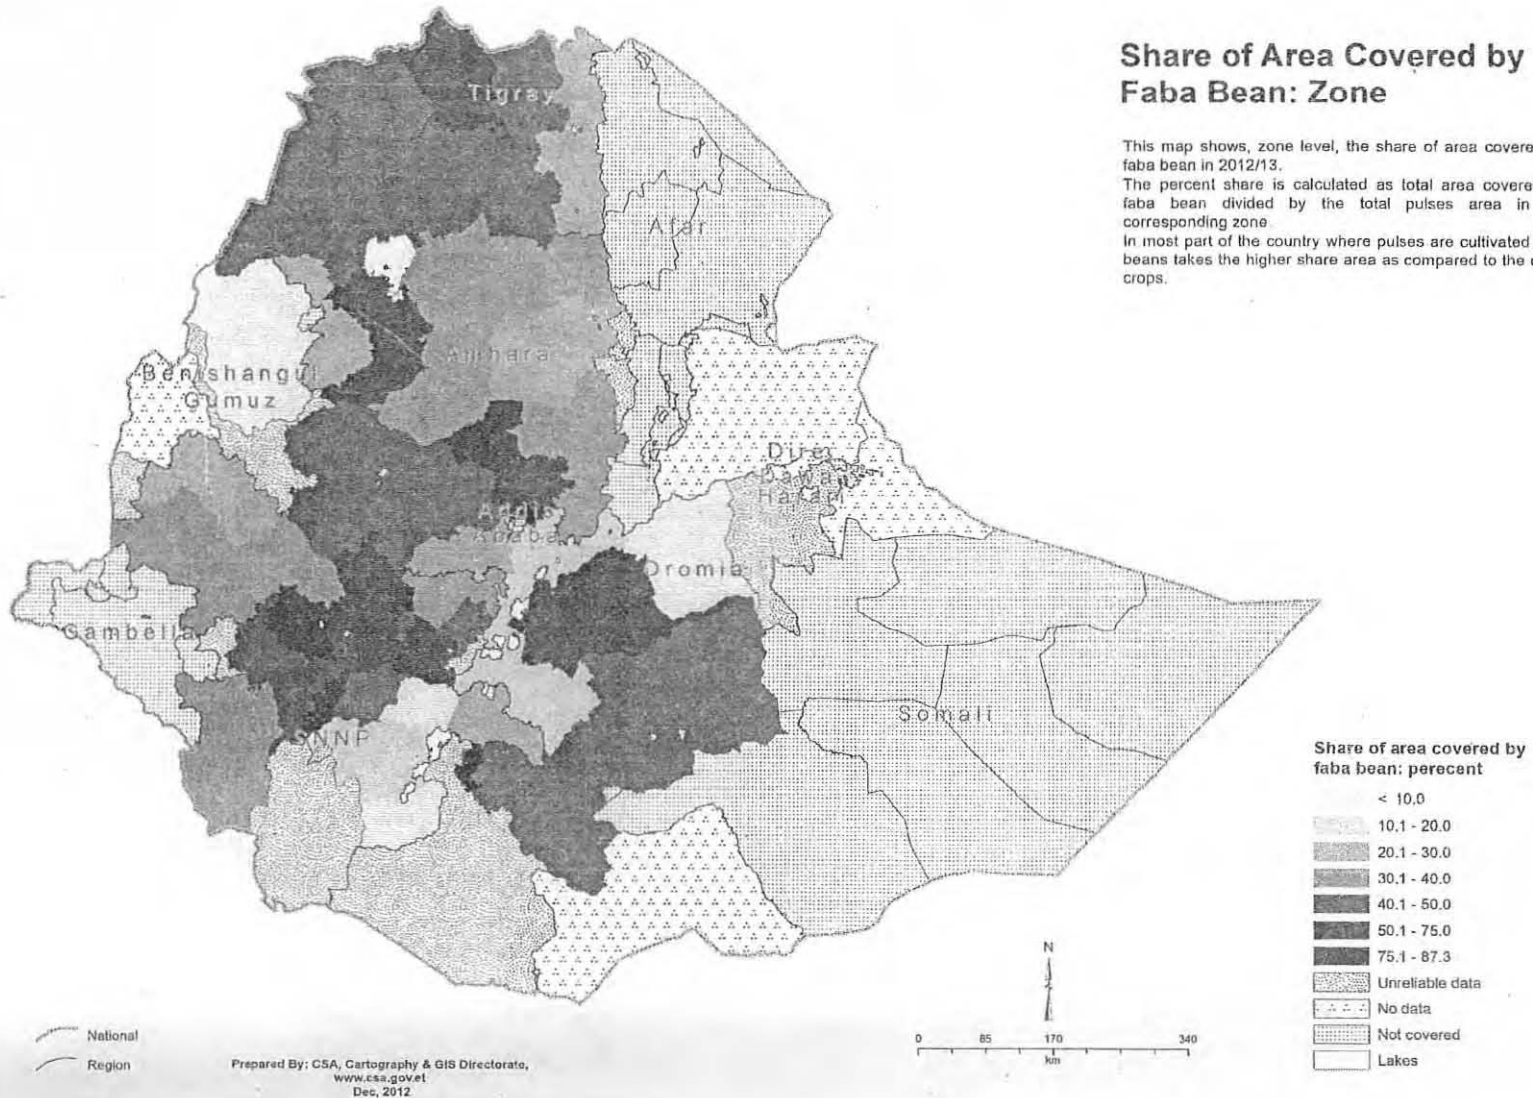 Share of Area Covered by
Faba Bean: Zone
This map shows, zone level, the share of area covere
faba bean in 2012/13.
The percent share is calculated as total area covere
faba bean divided by the total pulses area in
corresponding zone
In most part of the country where pulses are cultivated
beans takes the higher share area as compared to the
crops.
Tigray
Afar
Amhara
Benishangul
Gumuz
Dire
Dawa
Harari
Addis
Ababa
Oromia
Gambella
SNNP
Somali
Share of area covered by
faba bean: perecent
< 10.0
10.1 - 20.0
20.1 - 30.0
30.1 - 40.0
40.1 - 50.0
50.1 - 75.0
75.1 - 87.3
Unreliable data
No data
Not covered
Lakes
N
0 85 170 340
km
National
Region
Prepared By: CSA, Cartography & GIS Directorate,
www.csa.gov.et
Dec, 2012